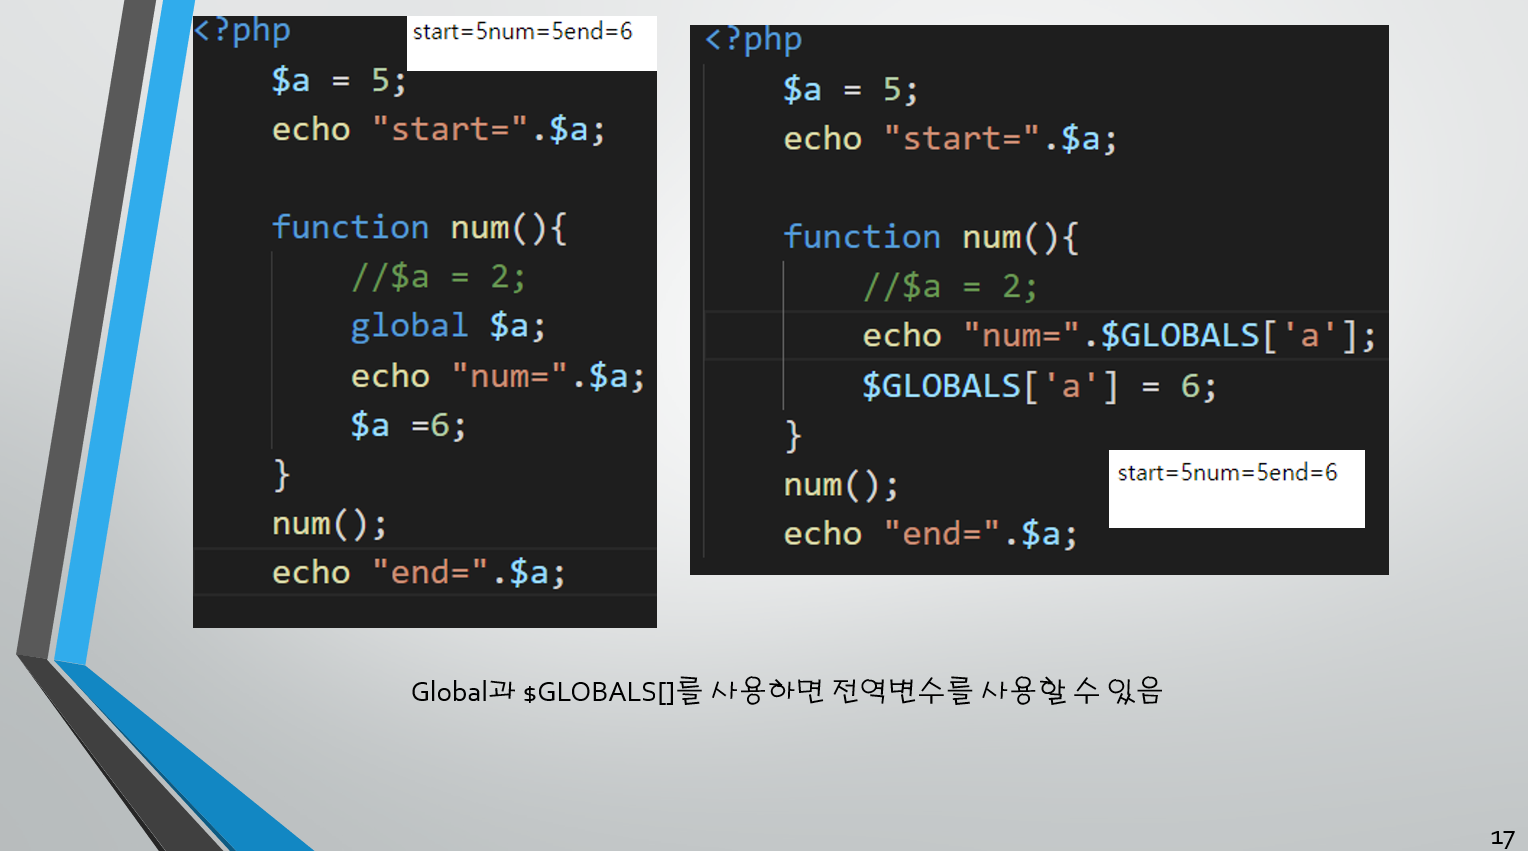 <?php
start=5num=5end=6
$a = 5;
echo "start=".$a;
function num(){
//$a = 2;
global $a;
echo "num=".$a;
$a =6;
}
num();
echo "end=".$a;
<?php
$a = 5;
echo "start=".$a;
function num(){
//$a = 2;
echo "num=".$GLOBALS['a'];
$GLOBALS['a'] = 6;
}
num();
echo "end=".$a;
start=5num=5end=6
Global과 $GLOBALS[]를 사용하면 전역변수를 사용할 수 있음
17